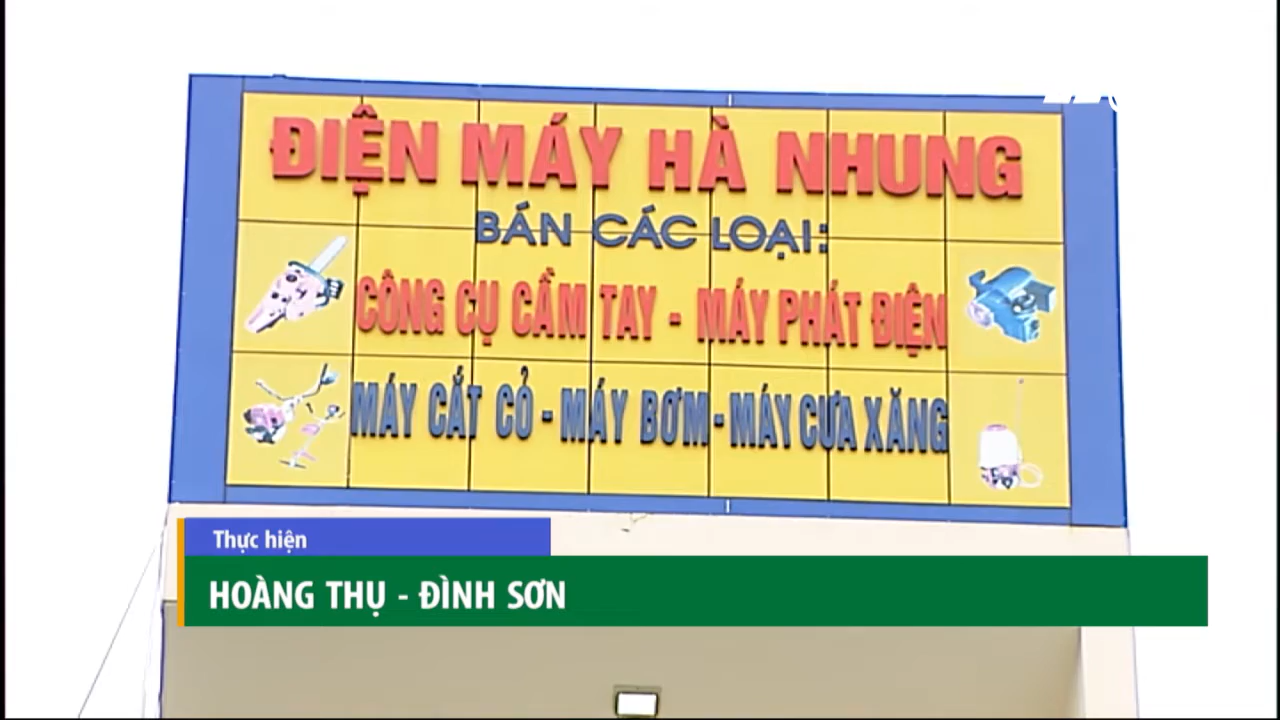 ĐIỆN MÁY HÀ NHUNG
BÁN CÁC LOẠI:
CÔNG CỤ CẦM TAY - MÁY PHÁT ĐIỆN
MÁY CẮT CỎ - MÁY BƠM - MÁY CƯA XĂNG
Thực hiện
HOÀNG THỤ - ĐÌNH SƠN